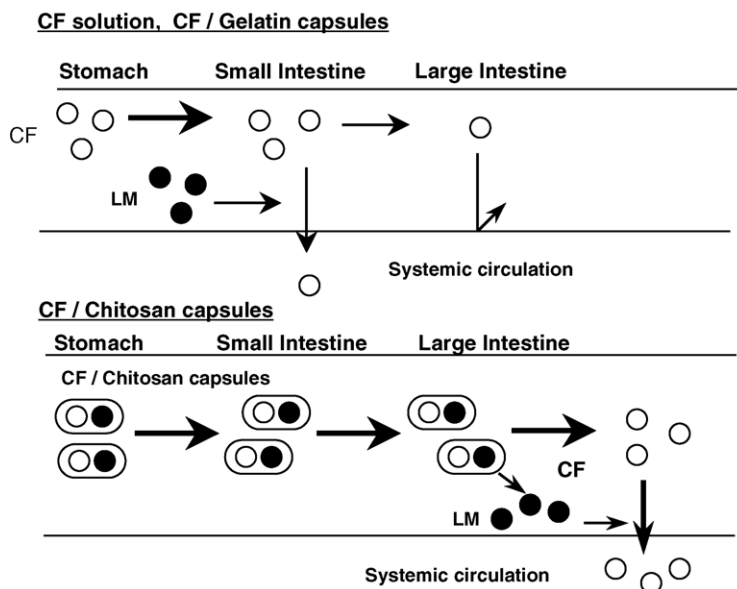 CF solution, CF / Gelatin capsules
Stomach Small Intestine Large Intestine
CF
LM
Systemic circulation
CF / Chitosan capsules
Stomach Small Intestine Large Intestine
CF / Chitosan capsules
CF
LM
Systemic circulation